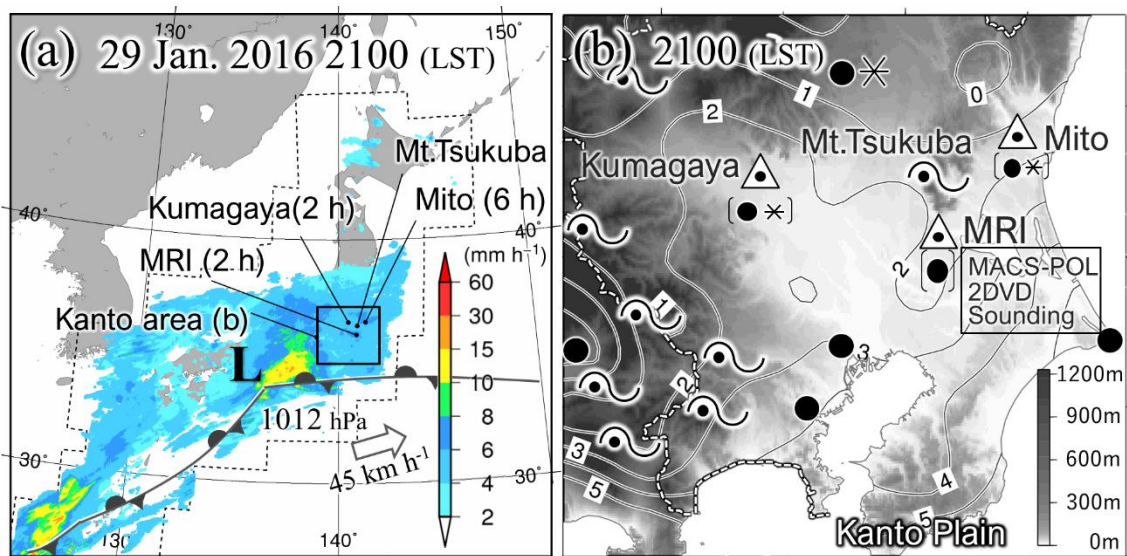 (a) 29 Jan. 2016 2100 (LST)
130° 140° 150°
Mt.Tsukuba
Kumagaya(2 h) Mito (6 h)
40° 40°
MRI (2 h) (mm h⁻¹)
60
Kanto area (b) 30
15
L 10
8
1012 hPa 6
45 km h⁻¹ 4
2
30° 30°
130° 140°
(b) 2100 (LST)
0
1
2
Mt.Tsukuba Mito
Kumagaya
MRI
2
MACS-POL
2DVD
Sounding
1
3
2
1200m
900m
3 4 600m
5 5 300m
Kanto Plain 0m